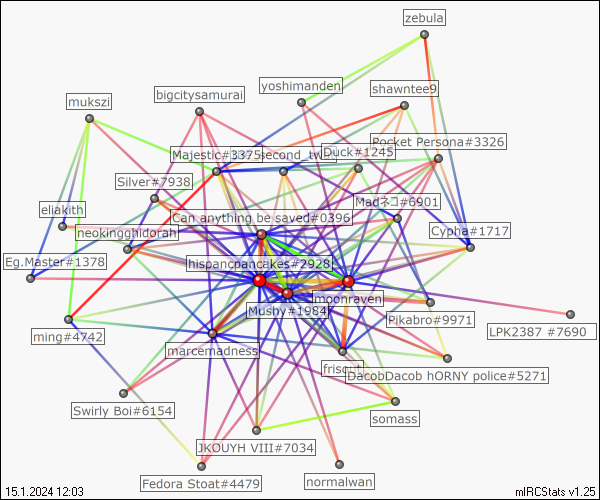 zebula
yoshimanden
shawntee9
bigcitysamurai
mukszi
Pocket Persona#3326
Majestic#3375
second_tw
Duck#1245
Silver#7938
Madネコ#6901
eliakith
Can anything be saved#0396
neokingghidorah
Cypha#1717
Eg.Master#1378
hispancpancakes#2928
moonraven
Mushy#1984
Pikabro#9971
LPK2387 #7690
ming#4742
marcemadness
frisout
DacobDacob hORNY police#5271
Swirly Boi#6154
somass
JKOUYH VIII#7034
Fedora Stoat#4479
normalwan
15.1.2024 12:03
mIRCStats v1.25